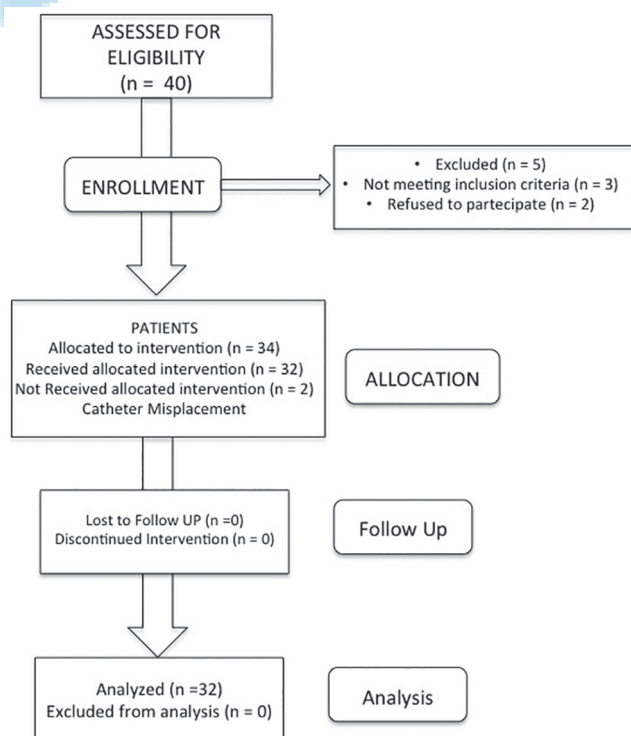 ASSESSED FOR
ELIGIBILITY
(n = 40)
ENROLLMENT
• Excluded (n = 5)
• Not meeting inclusion criteria (n = 3)
• Refused to partecipate (n = 2)
PATIENTS
Allocated to intervention (n = 34)
Received allocated intervention (n = 32)
Not Received allocated intervention (n = 2)
Catheter Misplacement
ALLOCATION
Lost to Follow UP (n =0)
Discontinued Intervention (n = 0)
Follow Up
Analyzed (n =32)
Excluded from analysis (n = 0)
Analysis